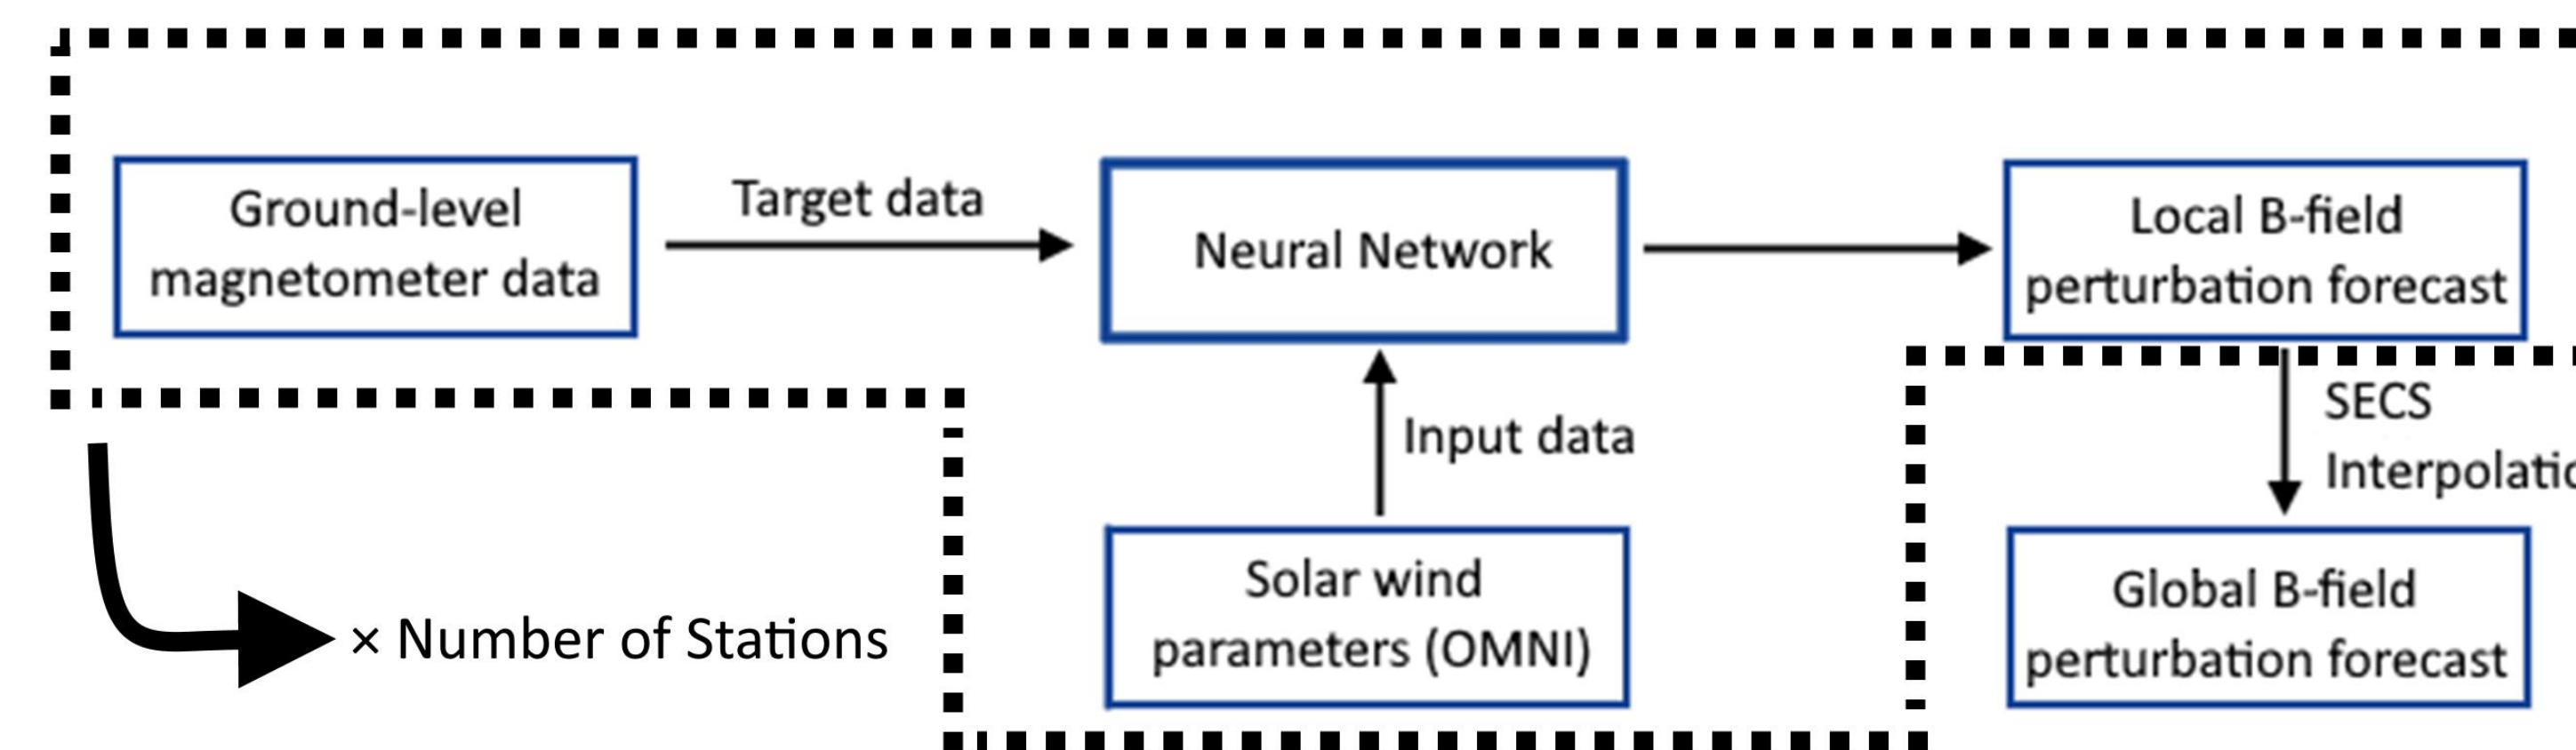 Ground-level
magnetometer data
Target data
Neural Network
Local B-field
perturbation forecast
Input data
SECS
Solar wind
parameters (OMNI)
Global B-field
perturbation forecast
× Number of Stations